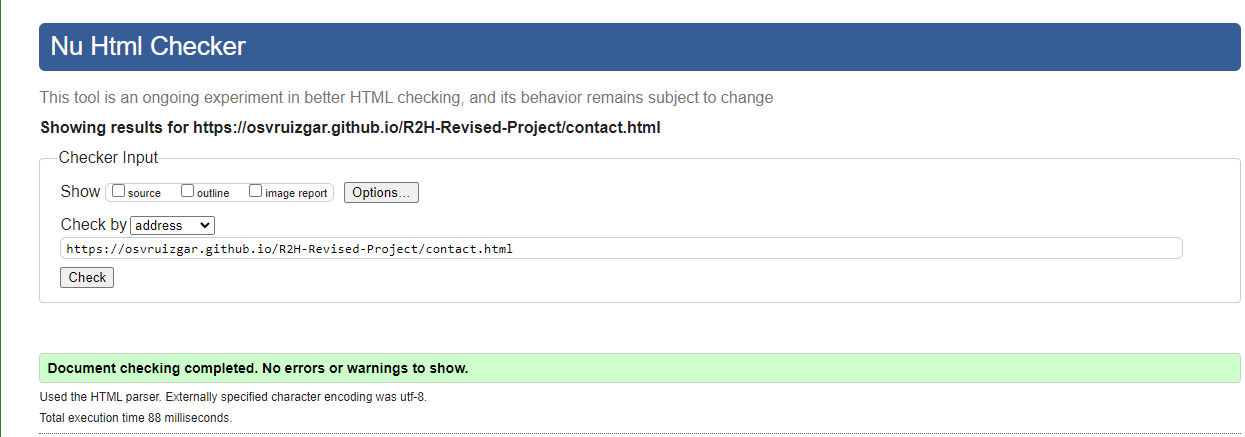 Nu Html Checker
This tool is an ongoing experiment in better HTML checking, and its behavior remains subject to change
Showing results for https://osvruizgar.github.io/R2H-Revised-Project/contact.html
Checker Input
Show source outline image report Options...
Check by address
https://osvruizgar.github.io/R2H-Revised-Project/contact.html
Check
Document checking completed. No errors or warnings to show.
Used the HTML parser. Externally specified character encoding was utf-8.
Total execution time 88 milliseconds.